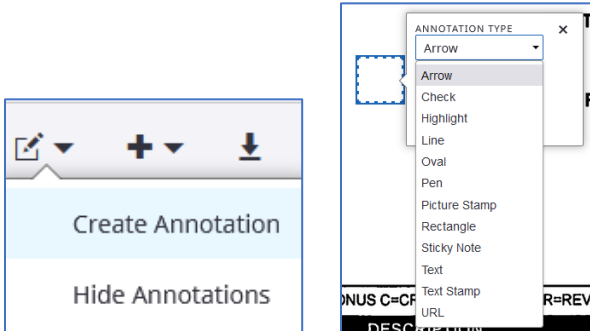 Create Annotation
Hide Annotations
ANNOTATION TYPE
Arrow
Arrow
Check
Highlight
Line
Oval
Pen
Picture Stamp
Rectangle
Sticky Note
Text
Text Stamp
URL